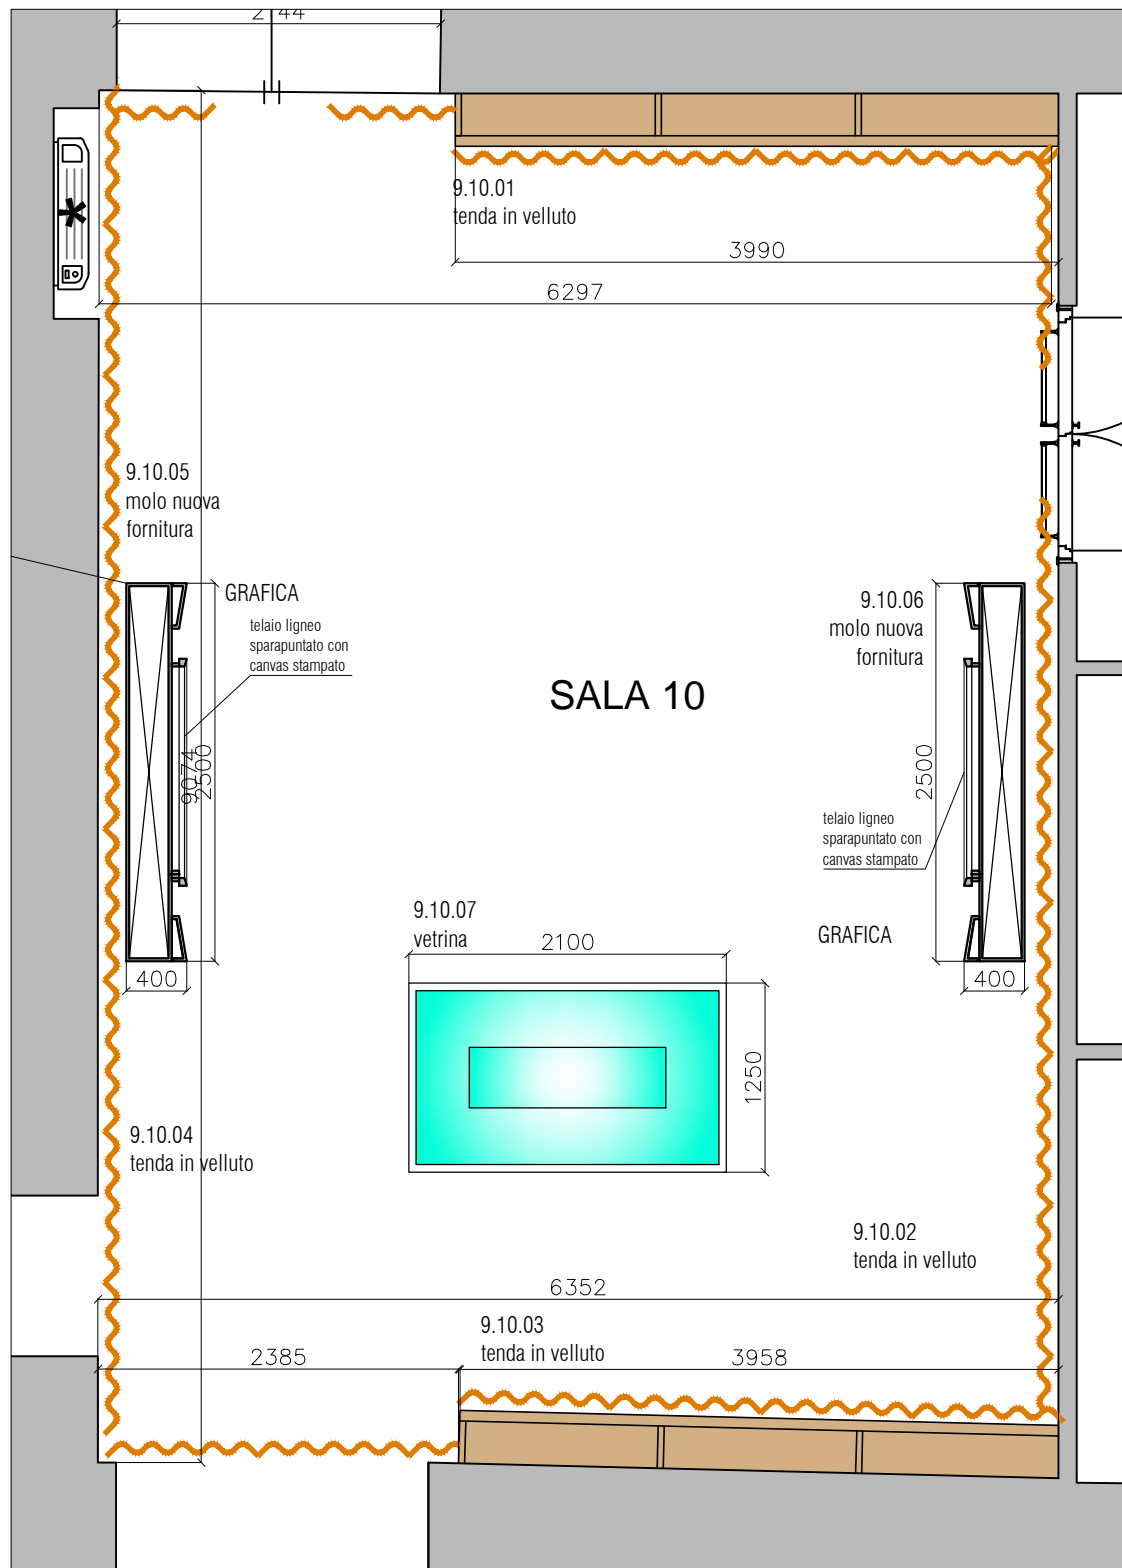 2144
9.10.01
tenda in velluto
3990
6297
9.10.05
molo nuova
fornitura
GRAFICA
telaio ligneo
sparapuntato con
canvas stampato
9.10.06
molo nuova
fornitura
SALA 10
9074
2500
2500
telaio ligneo
sparapuntato con
canvas stampato
9.10.07
vetrina
2100
GRAFICA
400
400
1250
9.10.04
tenda in velluto
9.10.02
tenda in velluto
6352
9.10.03
tenda in velluto
2385
3958